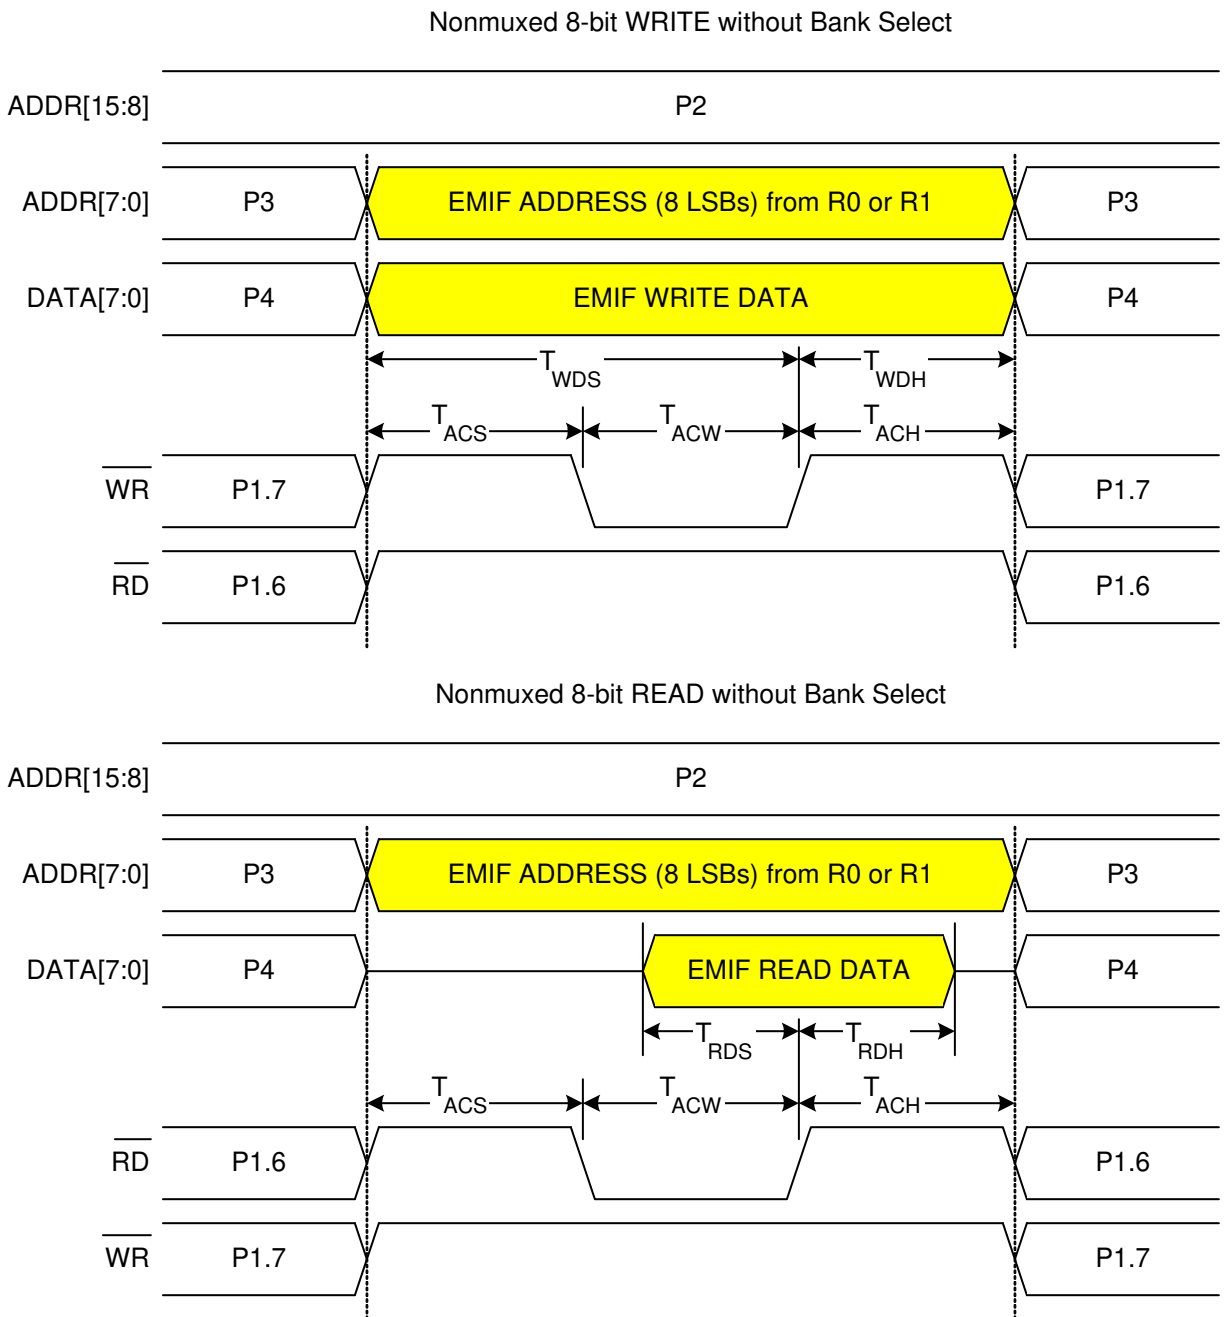 Nonmuxed 8-bit WRITE without Bank Select
ADDR[15:8] P2
ADDR[7:0] P3 EMIF ADDRESS (8 LSBs) from R0 or R1 P3
DATA[7:0] P4 EMIF WRITE DATA P4
TWDS TWDH
TACS TACW TACH
WR P1.7 P1.7
RD P1.6 P1.6
Nonmuxed 8-bit READ without Bank Select
ADDR[15:8] P2
ADDR[7:0] P3 EMIF ADDRESS (8 LSBs) from R0 or R1 P3
DATA[7:0] P4 EMIF READ DATA P4
TRDS TRDH
TACS TACW TACH
RD P1.6 P1.6
WR P1.7 P1.7